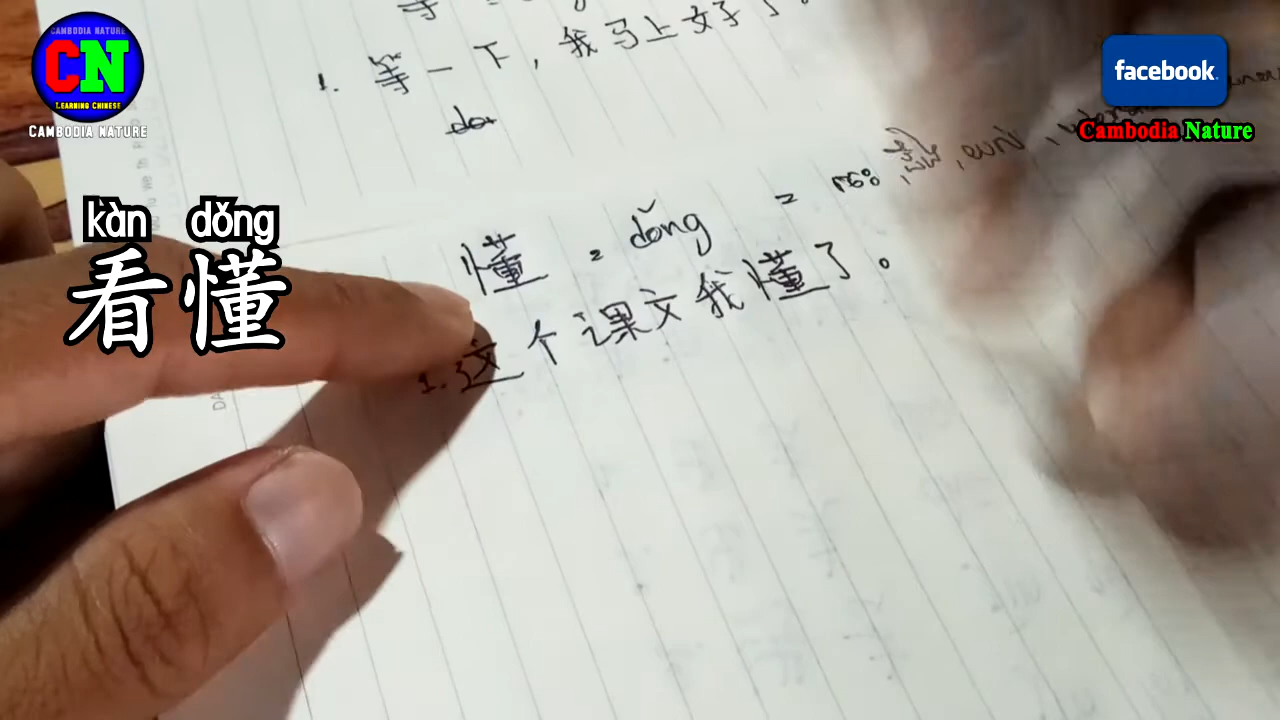 CAMBODIA NATURE
CN
LEARNING CHINESE
CAMBODIA NATURE
facebook.
Cambodia Nature
1. 等一下，我马上好了。
kàn dǒng
看懂
懂 = dǒng =
1. 这个课文我懂了。